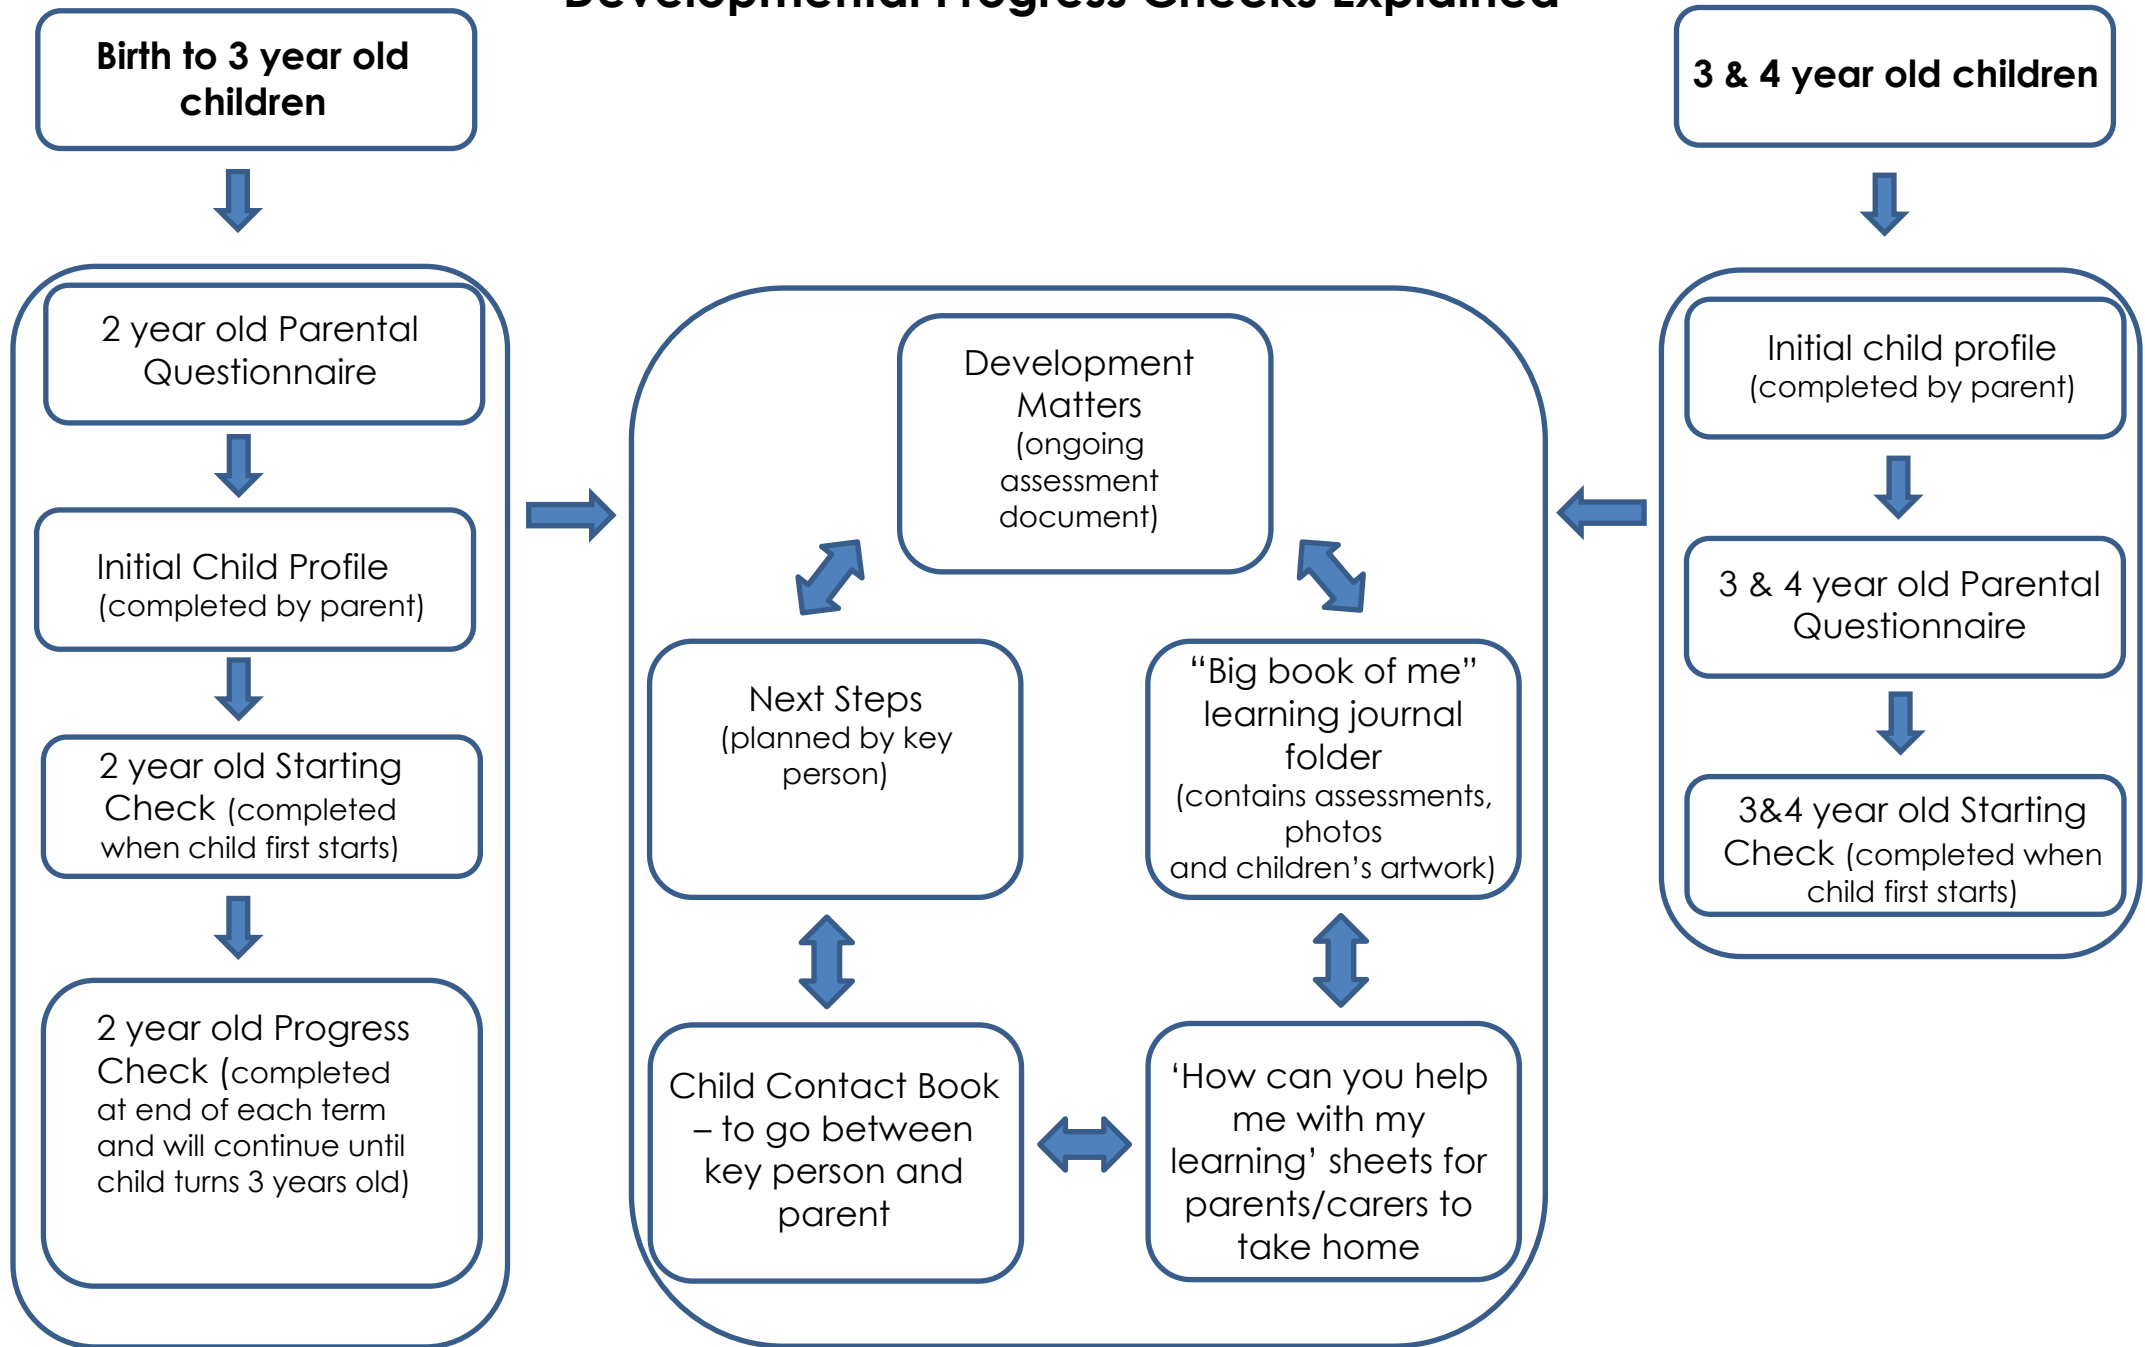 Developmental Progress Checks Explained
Birth to 3 year old
children
2 year old Parental
Questionnaire
Initial Child Profile
(completed by parent)
2 year old Starting
Check (completed
when child first starts)
2 year old Progress
Check (completed
at end of each term
and will continue until
child turns 3 years old)
Development
Matters
(ongoing
assessment
document)
Next Steps
(planned by key
person)
“Big book of me”
learning journal
folder
(contains assessments,
photos
and children’s artwork)
Child Contact Book
– to go between
key person and
parent
‘How can you help
me with my
learning’ sheets for
parents/carers to
take home
3 & 4 year old children
Initial child profile
(completed by parent)
3 & 4 year old Parental
Questionnaire
3&4 year old Starting
Check (completed when
child first starts)